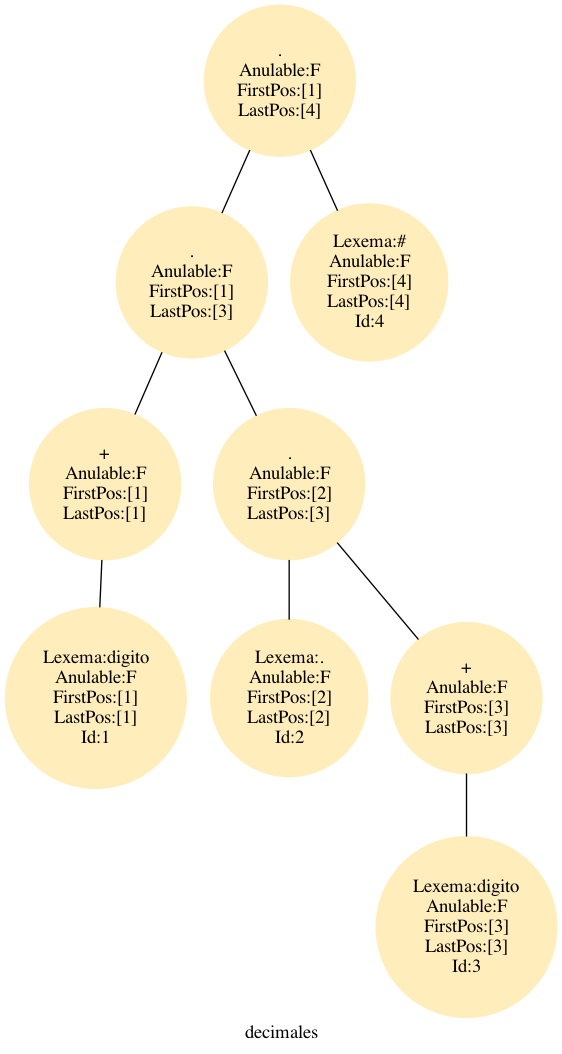 .
Anulable:F
FirstPos:[1]
LastPos:[4]
.
Anulable:F
FirstPos:[1]
LastPos:[3]
Lexema:#
Anulable:F
FirstPos:[4]
LastPos:[4]
Id:4
+
Anulable:F
FirstPos:[1]
LastPos:[1]
.
Anulable:F
FirstPos:[2]
LastPos:[3]
Lexema:digito
Anulable:F
FirstPos:[1]
LastPos:[1]
Id:1
Lexema:.
Anulable:F
FirstPos:[2]
LastPos:[2]
Id:2
+
Anulable:F
FirstPos:[3]
LastPos:[3]
Lexema:digito
Anulable:F
FirstPos:[3]
LastPos:[3]
Id:3
decimales